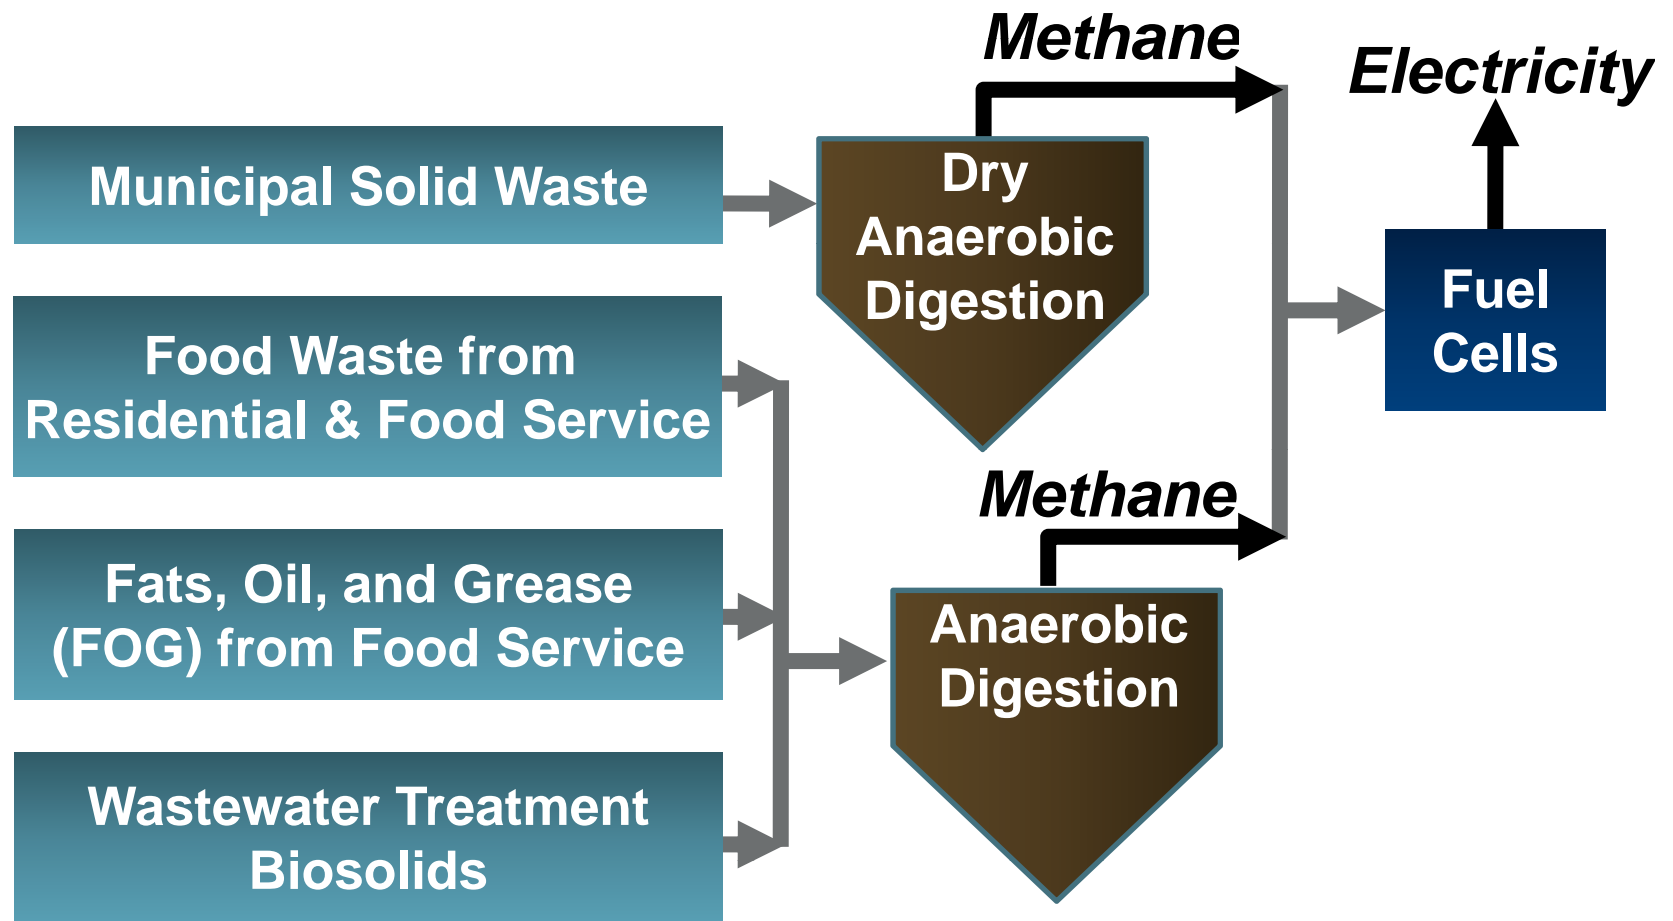 Methane
Electricity
Municipal Solid Waste
Dry
Anaerobic
Digestion
Fuel
Cells
Food Waste from
Residential & Food Service
Methane
Fats, Oil, and Grease
(FOG) from Food Service
Anaerobic
Digestion
Wastewater Treatment
Biosolids